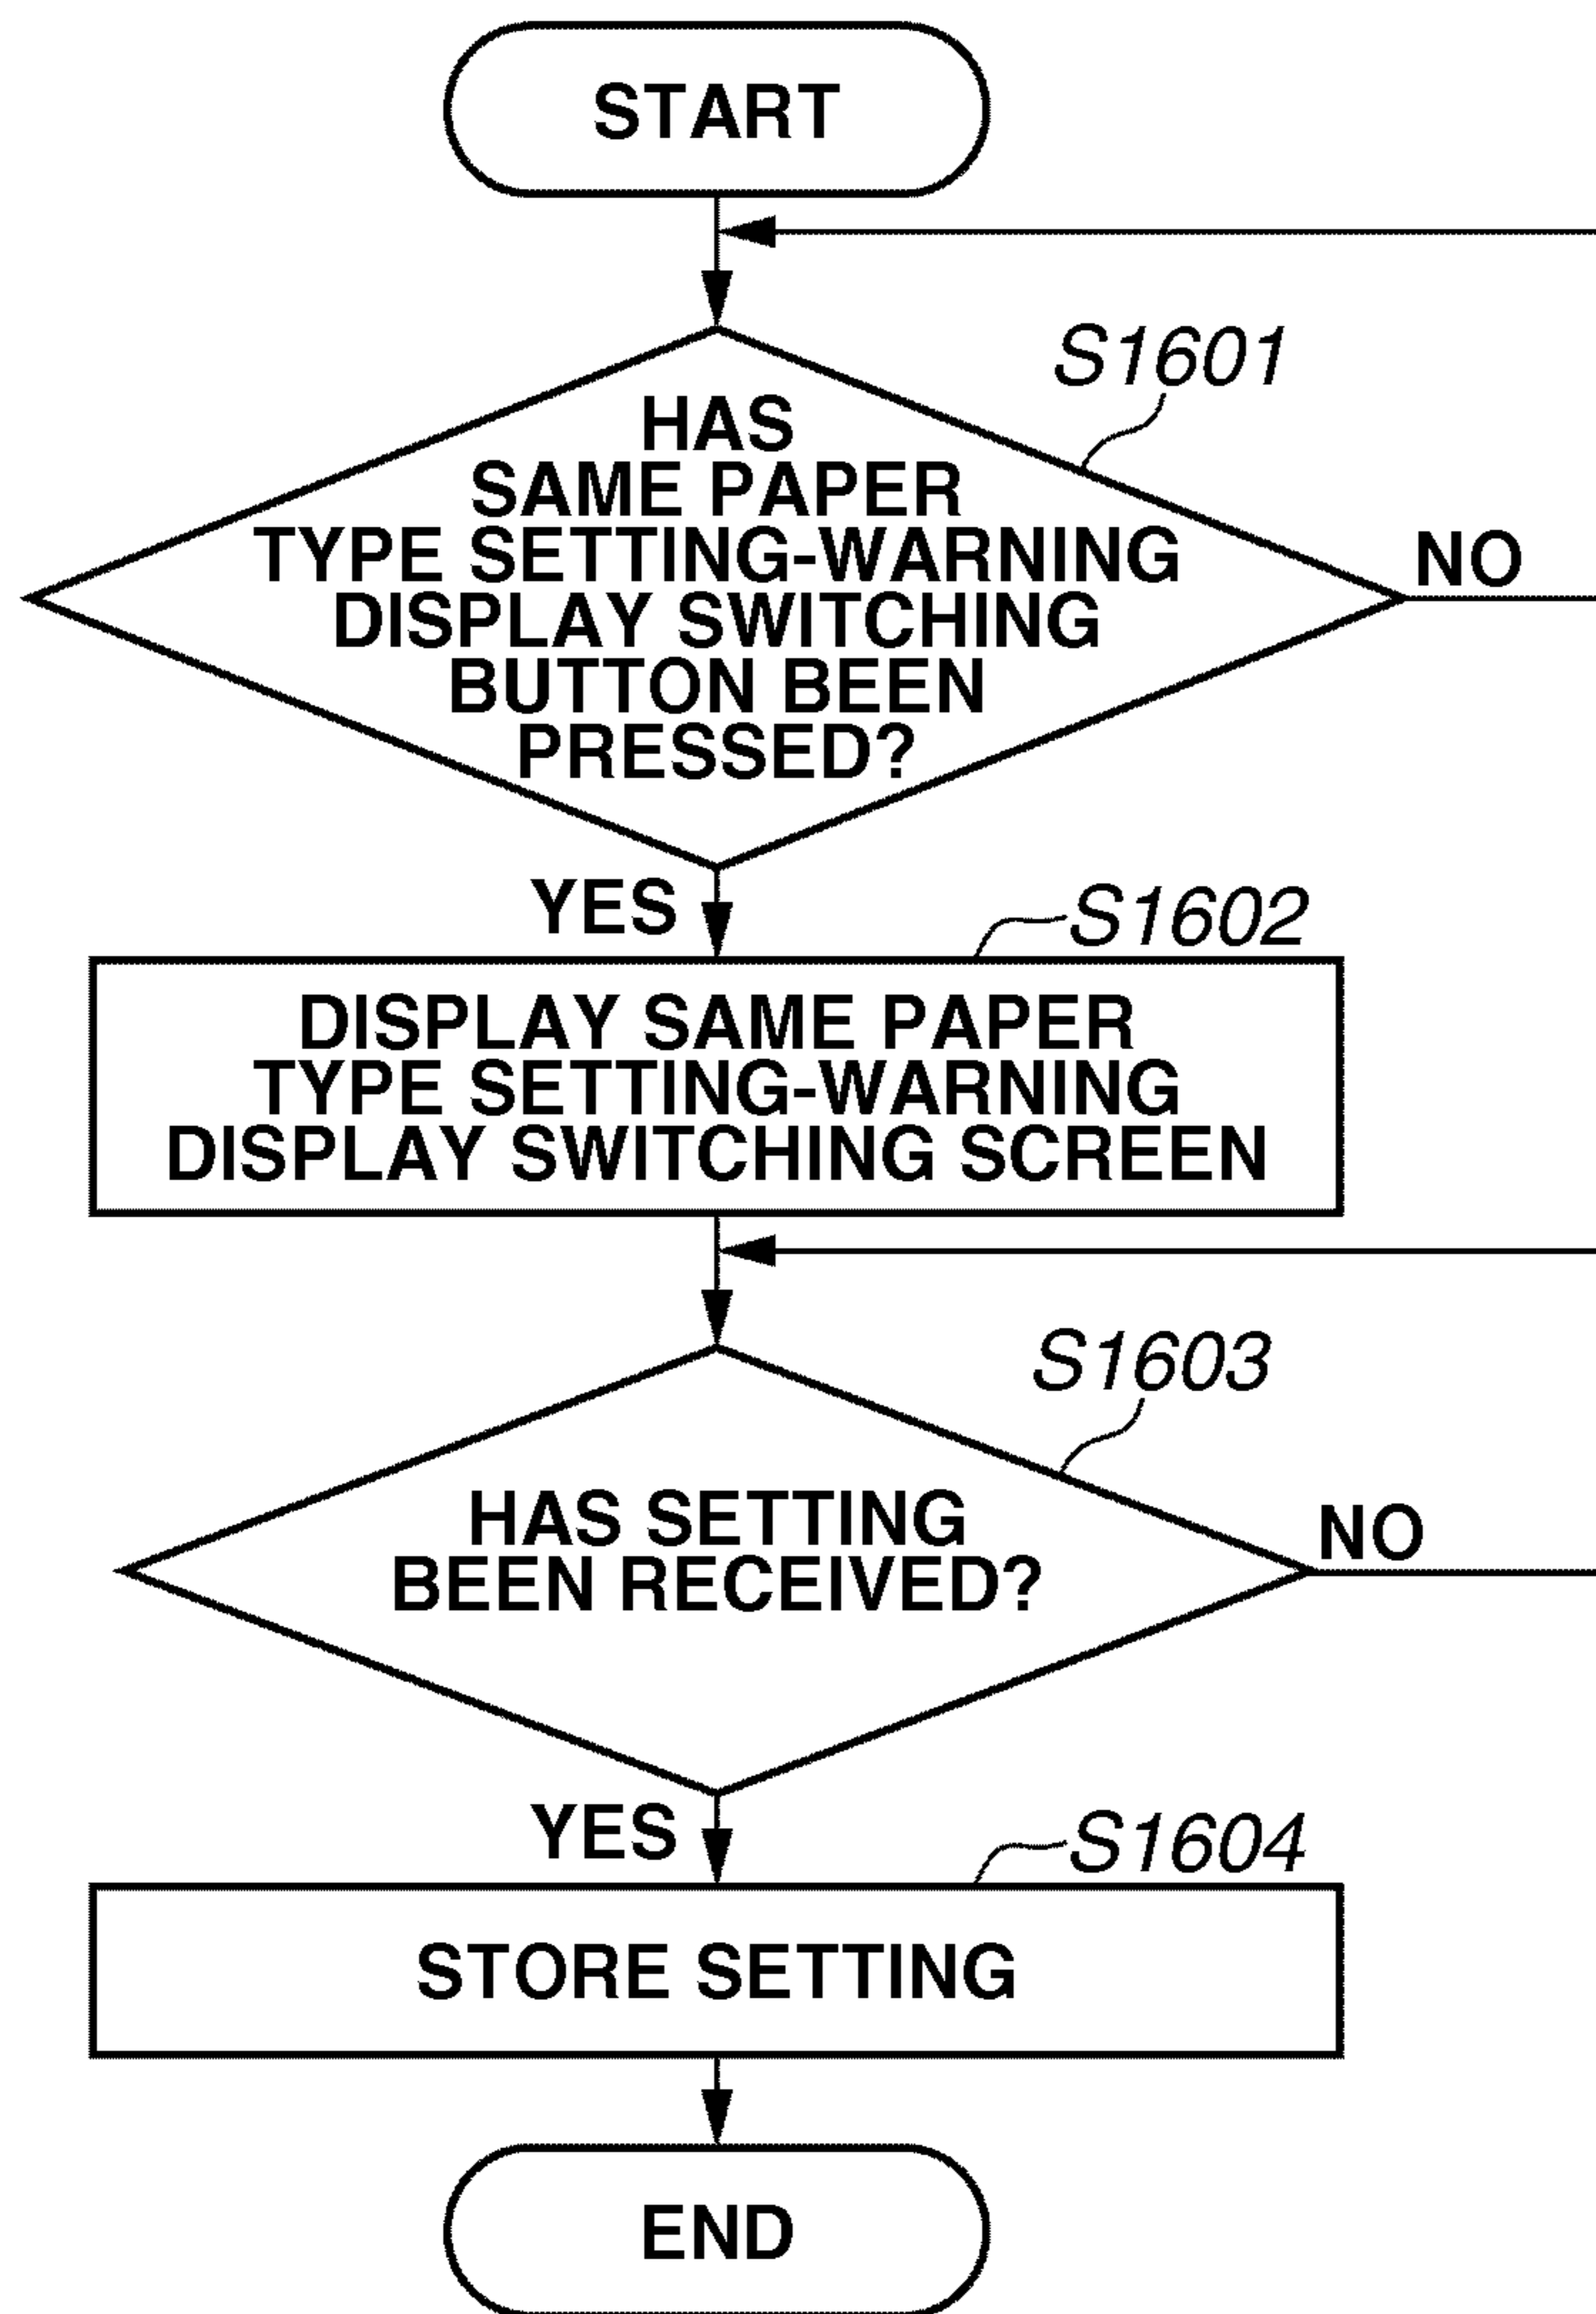 START
S1601
HAS
SAME PAPER
TYPE SETTING-WARNING
DISPLAY SWITCHING
BUTTON BEEN
PRESSED?
NO
YES
S1602
DISPLAY SAME PAPER
TYPE SETTING-WARNING
DISPLAY SWITCHING SCREEN
S1603
HAS SETTING
BEEN RECEIVED?
NO
YES
S1604
STORE SETTING
END